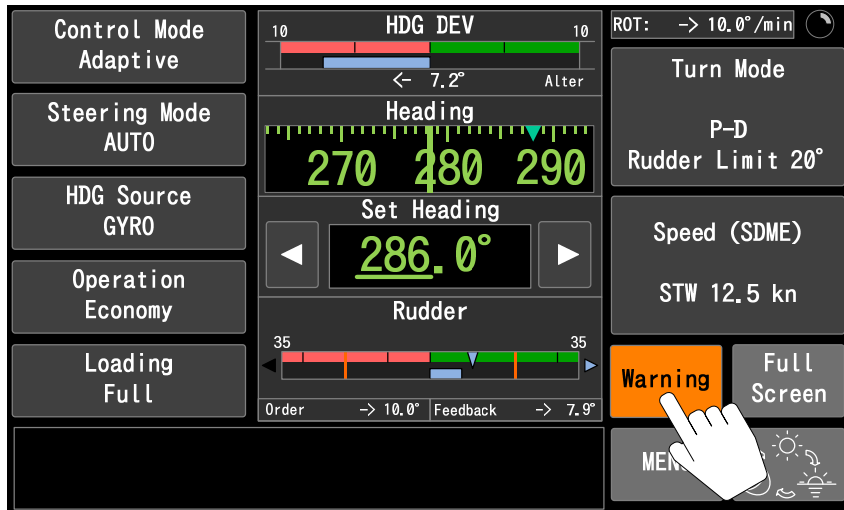 Control Mode
Adaptive
Steering Mode
AUTO
HDG Source
GYRO
Operation
Economy
Loading
Full
10 HDG DEV 10
<- 7.2° Alter
Heading
270 280 290
Set Heading
286.0°
Rudder
35 35
Order -> 10.0° Feedback -> 7.9°
ROT: -> 10.0°/min
Turn Mode
P-D
Rudder Limit 20°
Speed (SDME)
STW 12.5 kn
Warning
Full
Screen